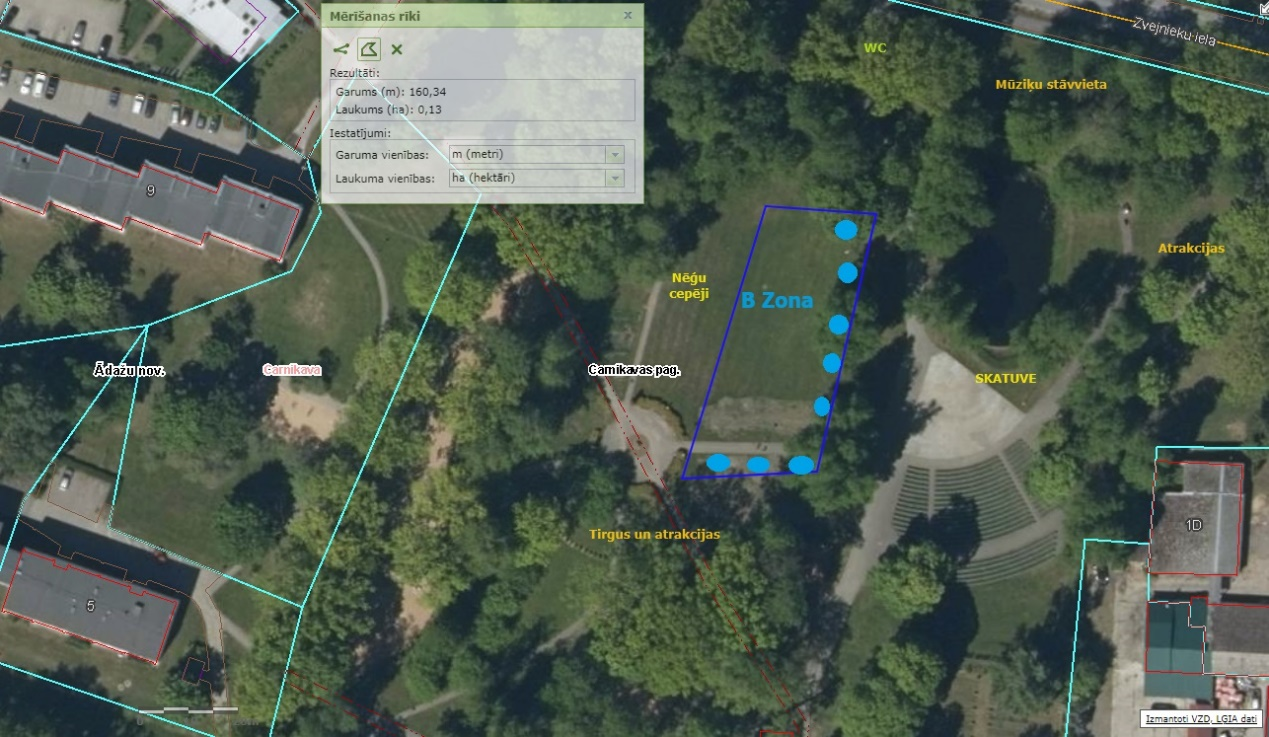 Mērīšanas rīki
Rezultāti:
Garums (m): 160,34
Laukums (ha): 0,13
Iestatījumi:
Garuma vienības: m (metri)
Laukuma vienības: ha (hektāri)
Zvejnieku iela
WC
Mūziķu stāvvieta
9
Atrakcijas
Nēģu
cepēji
B Zona
Ādažu nov.
Carnikava
Carnikavas pag.
SKATUVE
1D
Tirgus un atrakcijas
5
Izmantoti VZD, LGIA dati